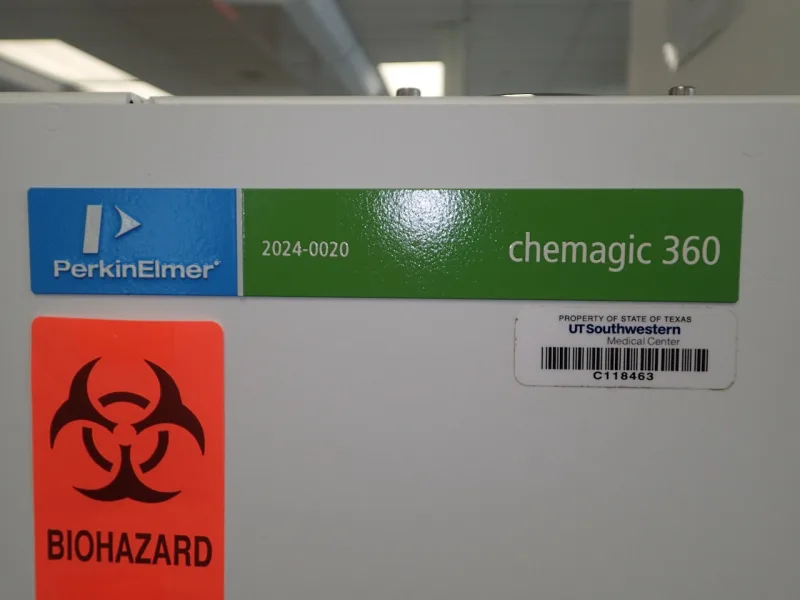 PerkinElmer
2024-0020
chemagic 360
PROPERTY OF STATE OF TEXAS
UTSouthwestern
Medical Center
C118463
BIOHAZARD